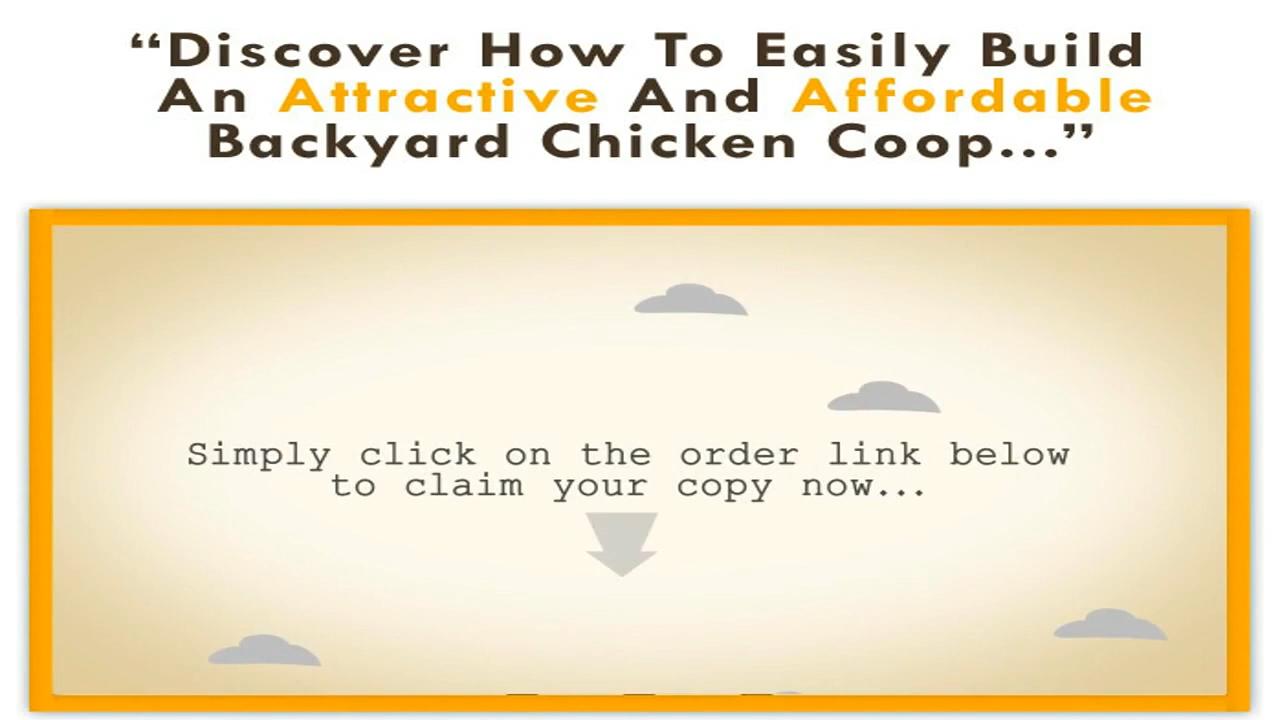 “Discover How To Easily Build
An Attractive And Affordable
Backyard Chicken Coop...”
Simply click on the order link below
to claim your copy now...